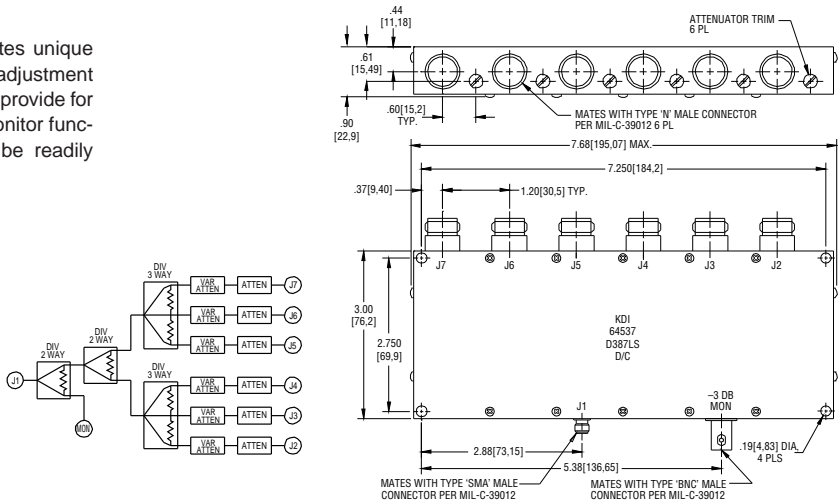 tes unique
adjustment
provide for
nitor func-
be readily
.44
[11,18]
.61
[15,49]
.90
[22,9]
.60[15,2]
TYP.
ATTENUATOR TRIM
6 PL
MATES WITH TYPE 'N' MALE CONNECTOR
PER MIL-C-39012 6 PL
7.68[195,07] MAX.
7.250[184,2]
.37[9,40]
1.20[30,5] TYP.
J7 J6 J5 J4 J3 J2
3.00
[76,2]
2.750
[69,9]
KDI
64537
D387LS
D/C
J1
–3 DB
MON
2.88[73,15]
5.38[136,65]
.19[4,83] DIA.
4 PLS
MATES WITH TYPE 'SMA' MALE
CONNECTOR PER MIL-C-39012
MATES WITH TYPE 'BNC' MALE
CONNECTOR PER MIL-C-39012
DIV
3 WAY
VAR
ATTEN
ATTEN
J7
VAR
ATTEN
ATTEN
J6
VAR
ATTEN
ATTEN
J5
DIV
2 WAY
DIV
2 WAY
J1
MON
DIV
3 WAY
VAR
ATTEN
ATTEN
J4
VAR
ATTEN
ATTEN
J3
VAR
ATTEN
ATTEN
J2